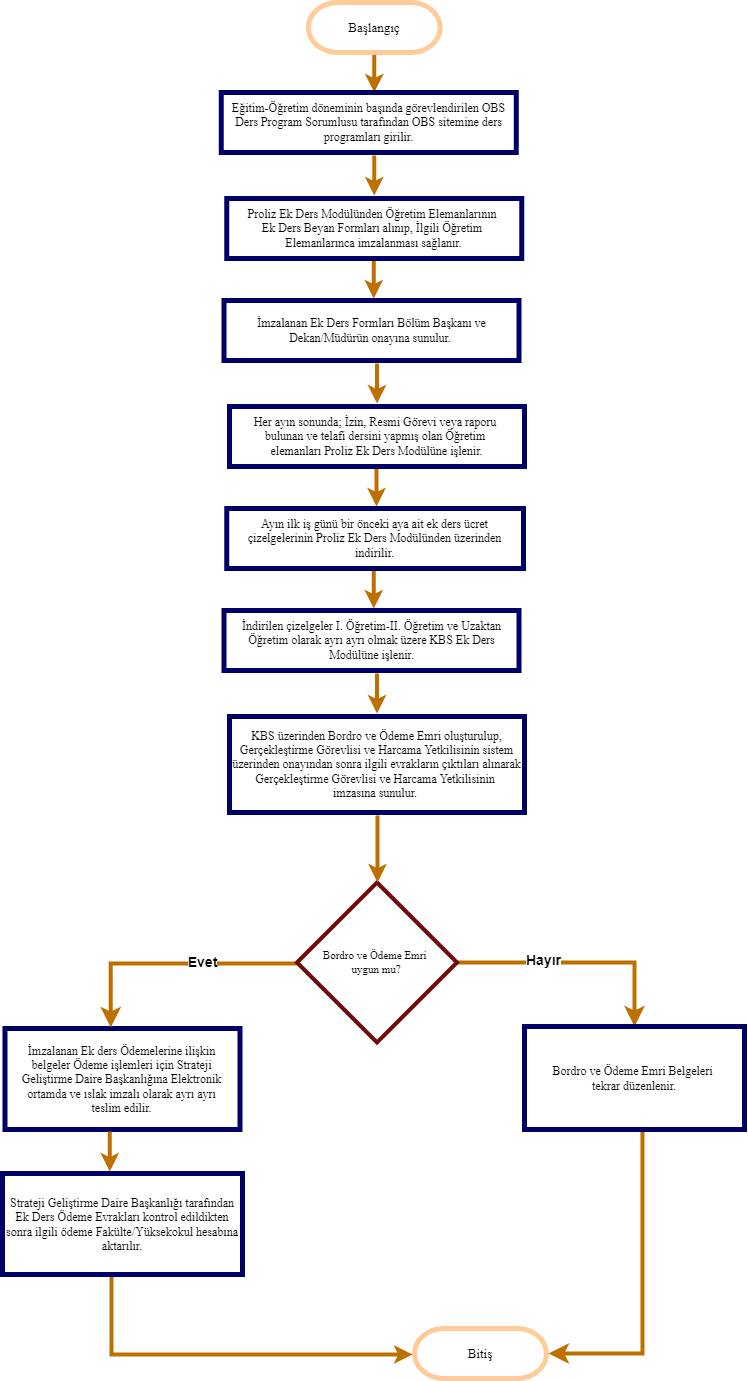 Başlangıç
Eğitim-Öğretim döneminin başında görevlendirilen OBS
Ders Program Sorumlusu tarafından OBS sitemine ders
programları girilir.
Proliz Ek Ders Modülünden Öğretim Elemanlarının
Ek Ders Beyan Formları alınıp, İlgili Öğretim
Elemanlarınca imzalanması sağlanır.
İmzalanan Ek Ders Formları Bölüm Başkanı ve
Dekan/Müdürün onayına sunulur.
Her ayın sonunda; İzin, Resmi Görevi veya raporu
bulunan ve telafi dersini yapmış olan Öğretim
elemanları Proliz Ek Ders Modülüne işlenir.
Ayın ilk iş günü bir önceki aya ait ek ders ücret
çizelgelerinin Proliz Ek Ders Modülünden üzerinden
indirilir.
İndirilen çizelgeler I. Öğretim-II. Öğretim ve Uzaktan
Öğretim olarak ayrı ayrı olmak üzere KBS Ek Ders
Modülüne işlenir.
KBS üzerinden Bordro ve Ödeme Emri oluşturulup,
Gerçekleştirme Görevlisi ve Harcama Yetkilisinin sistem
üzerinden onayından sonra ilgili evrakların çıktıları alınarak
Gerçekleştirme Görevlisi ve Harcama Yetkilisinin
imzasına sunulur.
Bordro ve Ödeme Emri
uygun mu?
Evet
Hayır
İmzalanan Ek ders Ödemelerine ilişkin
belgeler Ödeme işlemleri için Strateji
Geliştirme Daire Başkanlığına Elektronik
ortamda ve ıslak imzalı olarak ayrı ayrı
teslim edilir.
Bordro ve Ödeme Emri Belgeleri
tekrar düzenlenir.
Strateji Geliştirme Daire Başkanlığı tarafından
Ek Ders Ödeme Evrakları kontrol edildikten
sonra ilgili ödeme Fakülte/Yüksekokul hesabına
aktarılır.
Bitiş